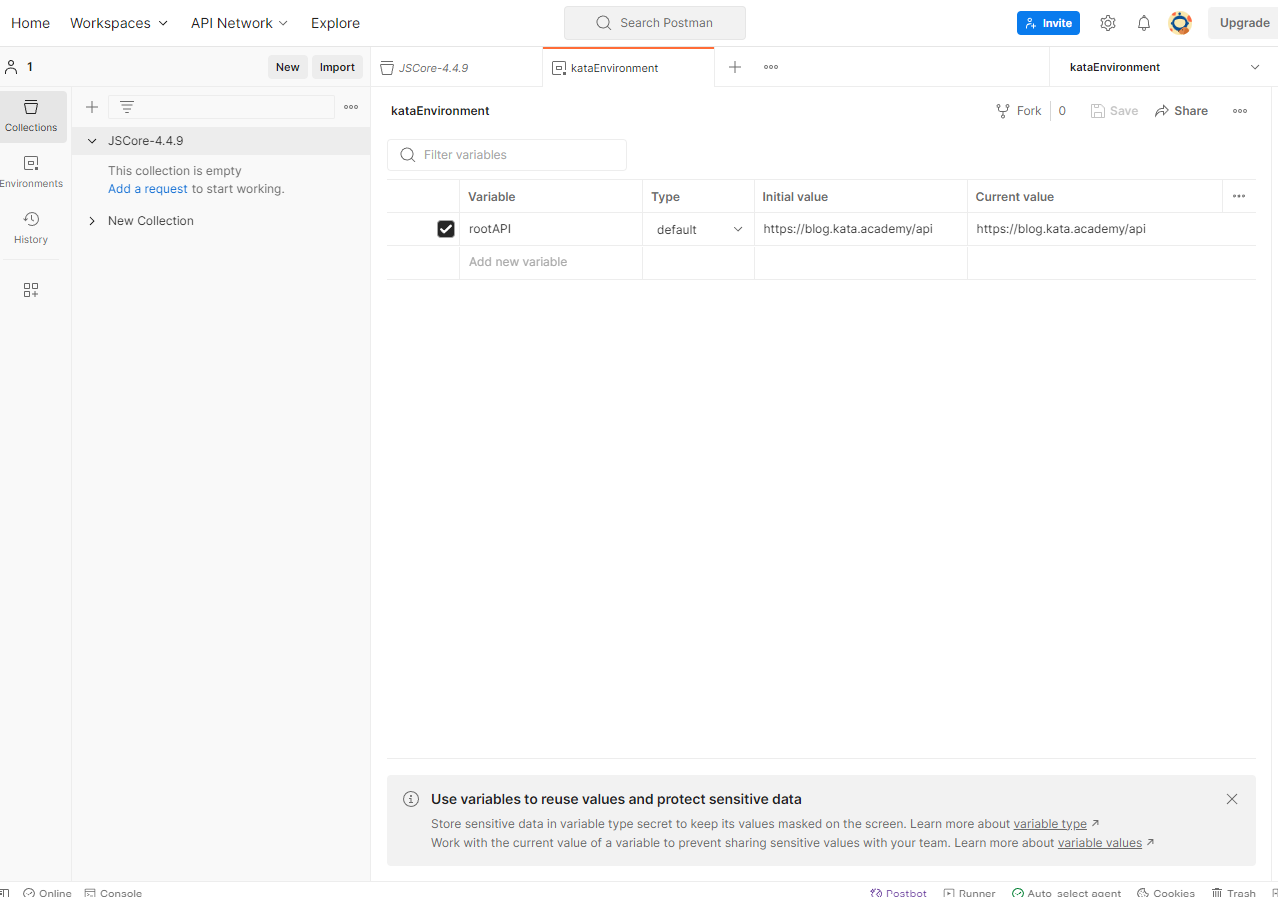 Home Workspaces API Network Explore Search Postman Invite Upgrade
1 New Import JSCore-4.4.9 kataEnvironment kataEnvironment
Collections
Environments
History
JSCore-4.4.9
This collection is empty
Add a request to start working.
New Collection
kataEnvironment Fork 0 Save Share
Filter variables
Variable Type Initial value Current value
rootAPI default https://blog.kata.academy/api https://blog.kata.academy/api
Add new variable
Use variables to reuse values and protect sensitive data
Store sensitive data in variable type secret to keep its values masked on the screen. Learn more about variable type
Work with the current value of a variable to prevent sharing sensitive values with your team. Learn more about variable values
Online Console Postbot Runner Auto-select agent Cookies Trash